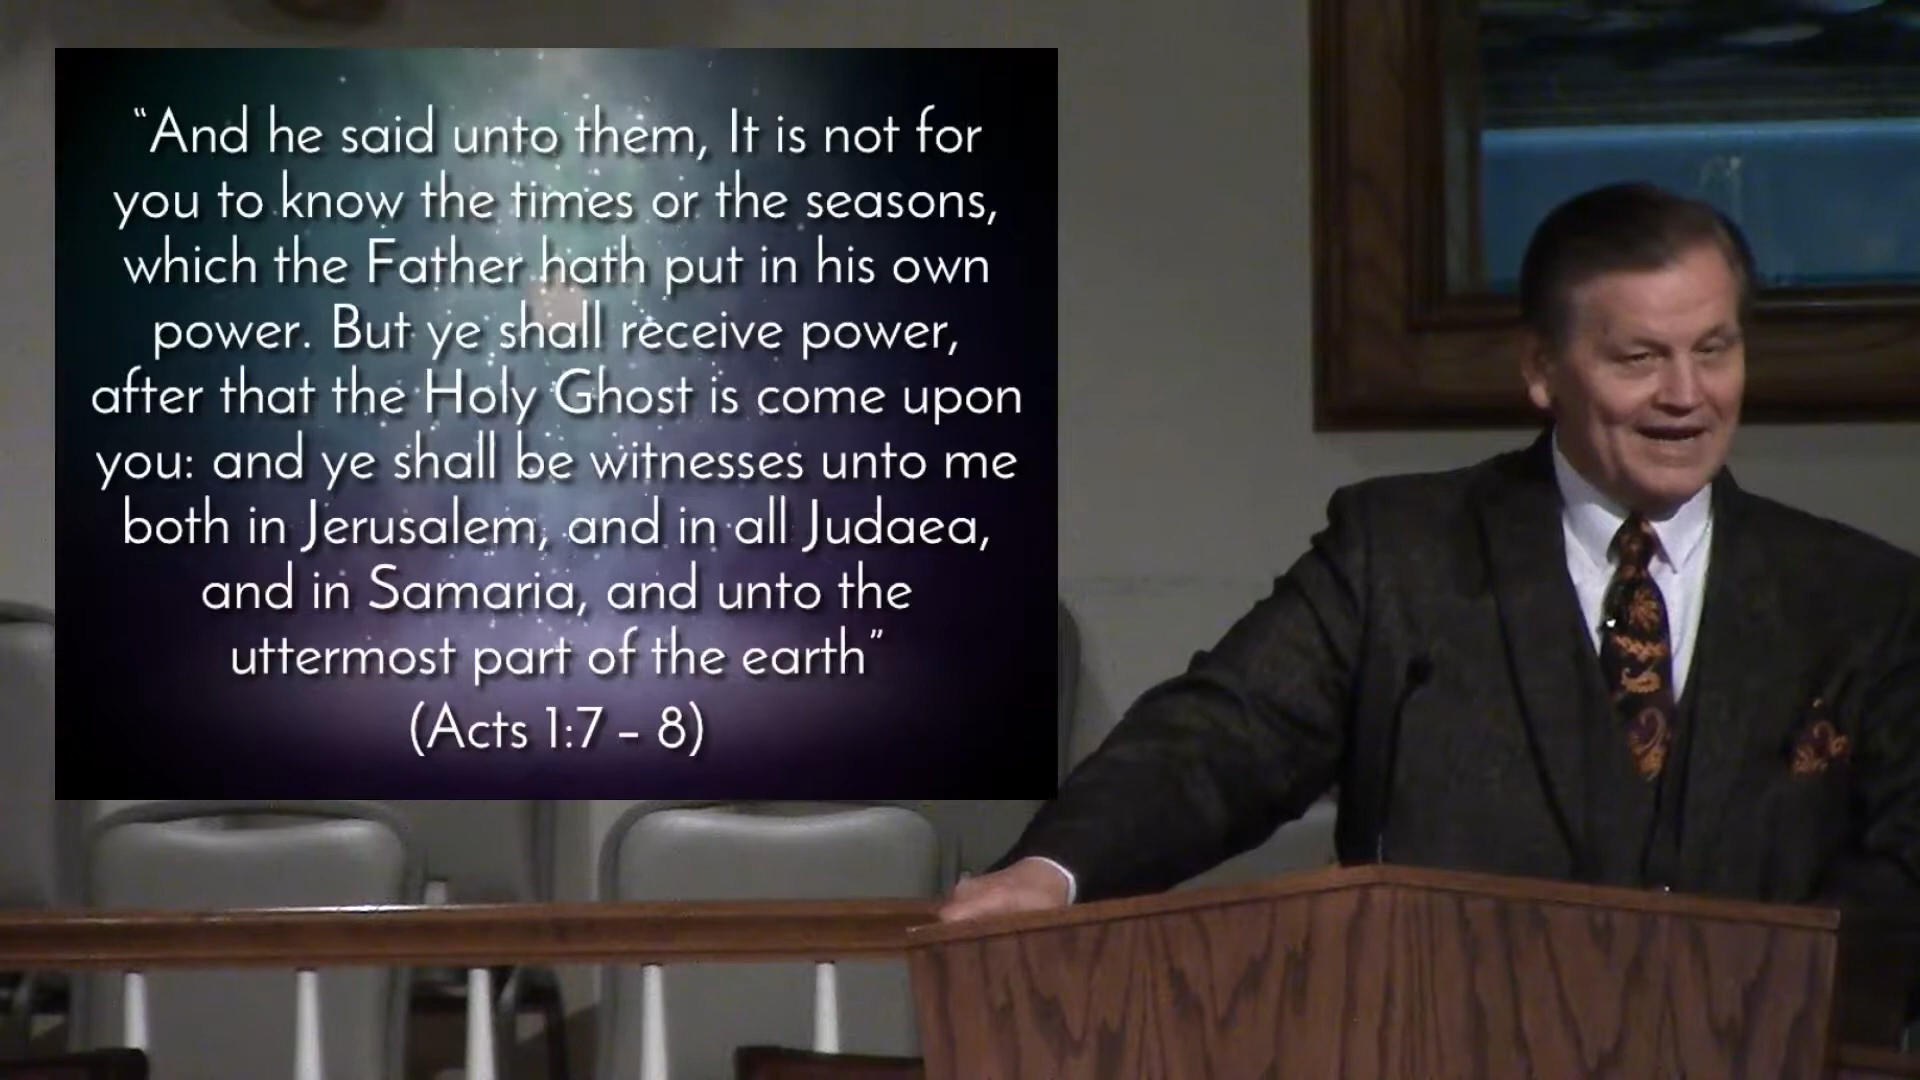 “And he said unto them, It is not for
you to know the times or the seasons,
which the Father hath put in his own
power. But ye shall receive power,
after that the Holy Ghost is come upon
you: and ye shall be witnesses unto me
both in Jerusalem, and in all Judaea,
and in Samaria, and unto the
uttermost part of the earth”
(Acts 1:7 – 8)